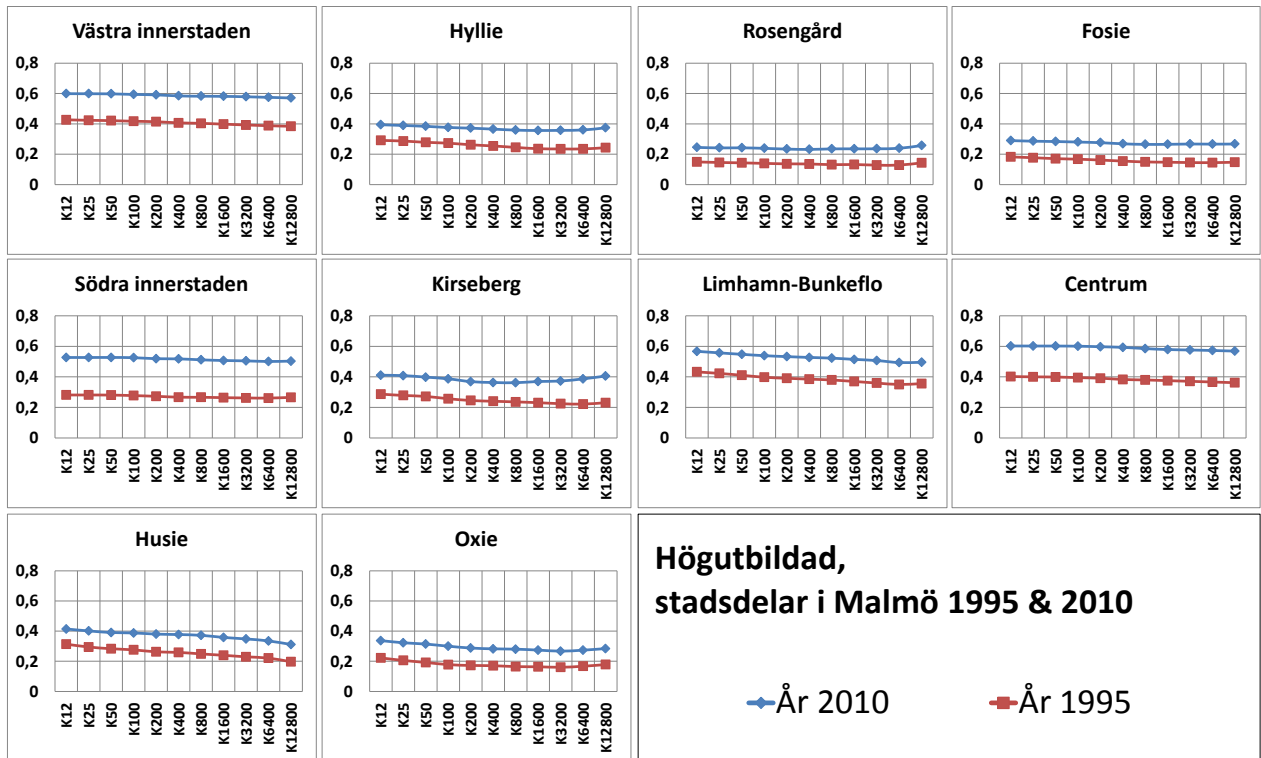 Västra innerstaden
0,8
0,6
0,4
0,2
0
K12 K25 K50 K100 K200 K400 K800 K1600 K3200 K6400 K12800
Hyllie
0,8
0,6
0,4
0,2
0
K12 K25 K50 K100 K200 K400 K800 K1600 K3200 K6400 K12800
Rosengård
0,8
0,6
0,4
0,2
0
K12 K25 K50 K100 K200 K400 K800 K1600 K3200 K6400 K12800
Fosie
0,8
0,6
0,4
0,2
0
K12 K25 K50 K100 K200 K400 K800 K1600 K3200 K6400 K12800
Södra innerstaden
0,8
0,6
0,4
0,2
0
K12 K25 K50 K100 K200 K400 K800 K1600 K3200 K6400 K12800
Kirseberg
0,8
0,6
0,4
0,2
0
K12 K25 K50 K100 K200 K400 K800 K1600 K3200 K6400 K12800
Limhamn-Bunkeflo
0,8
0,6
0,4
0,2
0
K12 K25 K50 K100 K200 K400 K800 K1600 K3200 K6400 K12800
Centrum
0,8
0,6
0,4
0,2
0
K12 K25 K50 K100 K200 K400 K800 K1600 K3200 K6400 K12800
Husie
0,8
0,6
0,4
0,2
0
K12 K25 K50 K100 K200 K400 K800 K1600 K3200 K6400 K12800
Oxie
0,8
0,6
0,4
0,2
0
K12 K25 K50 K100 K200 K400 K800 K1600 K3200 K6400 K12800
Högutbildad,
stadsdelar i Malmö 1995 & 2010
År 2010 År 1995